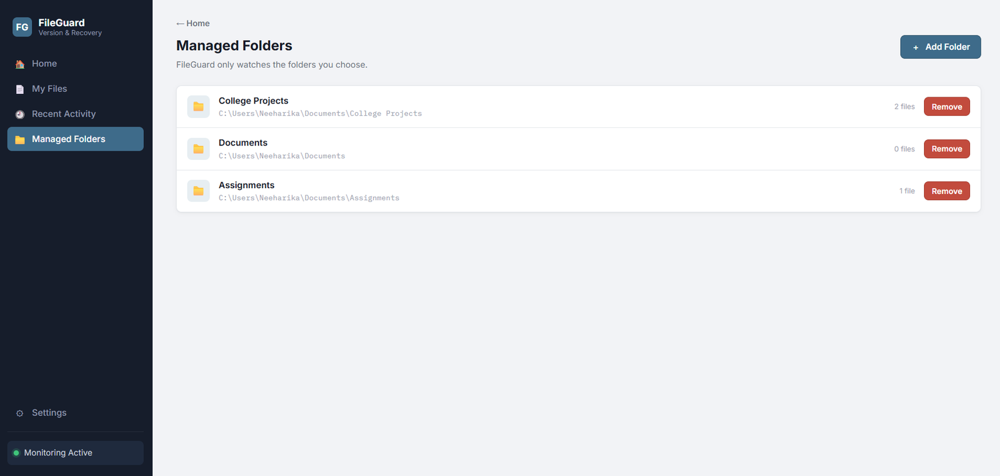 FG
FileGuard
Version & Recovery
Home
My Files
Recent Activity
Managed Folders
Settings
Monitoring Active
← Home
Managed Folders
FileGuard only watches the folders you choose.
+ Add Folder
College Projects
C:\Users\Neeharika\Documents\College Projects
2 files
Remove
Documents
C:\Users\Neeharika\Documents
0 files
Remove
Assignments
C:\Users\Neeharika\Documents\Assignments
1 file
Remove